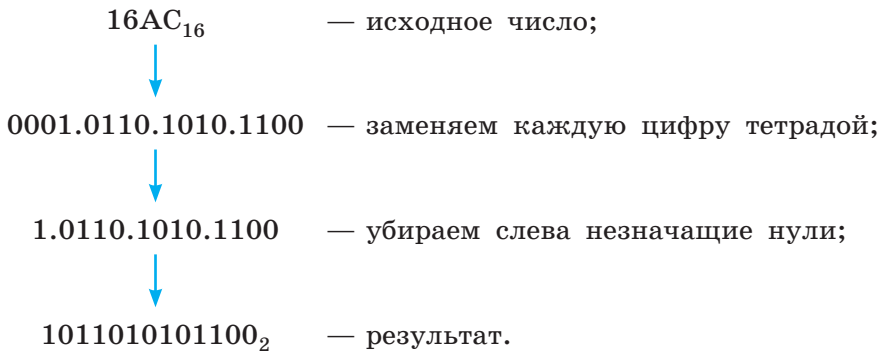 16AC₁₆ — исходное число;
0001.0110.1010.1100 — заменяем каждую цифру тетрадой;
1.0110.1010.1100 — убираем слева незначащие нули;
1011010101100₂ — результат.